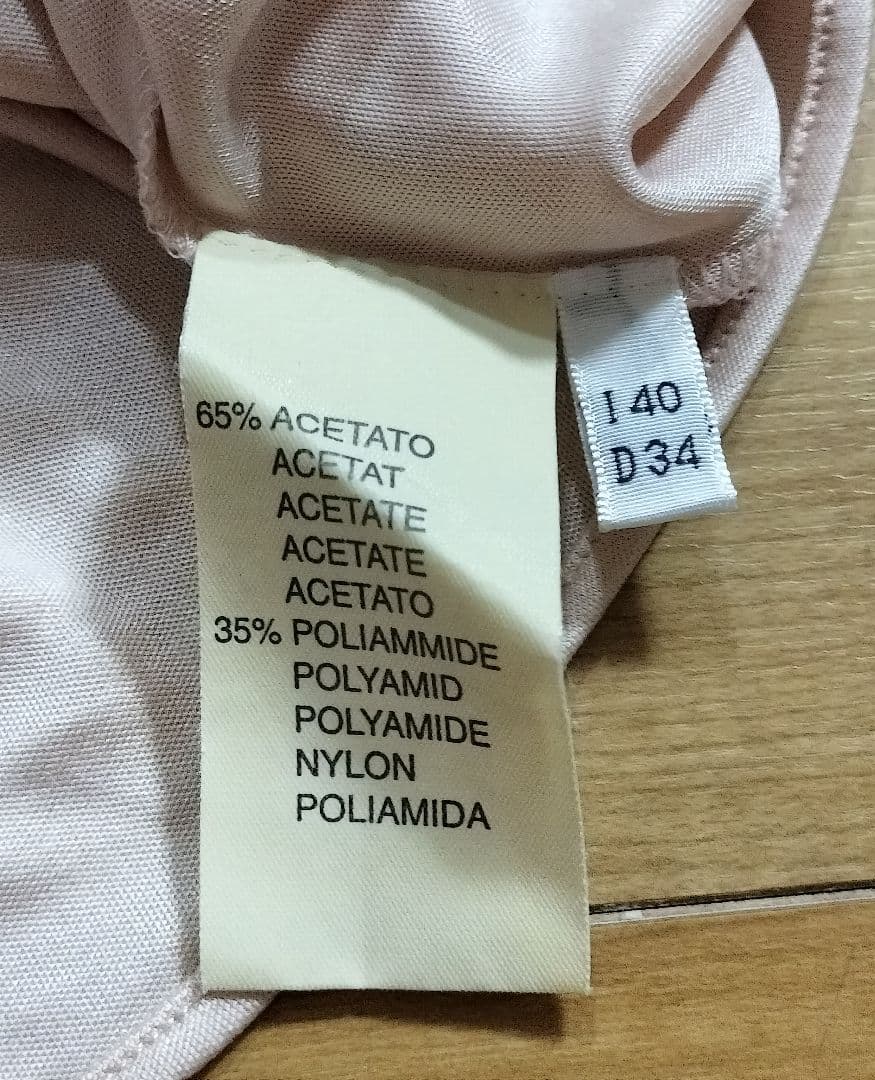 65% ACETATO
ACETAT
ACETATE
ACETATE
ACETATO
35% POLIAMMIDE
POLYAMID
POLYAMIDE
NYLON
POLIAMIDA
I 40
D 34